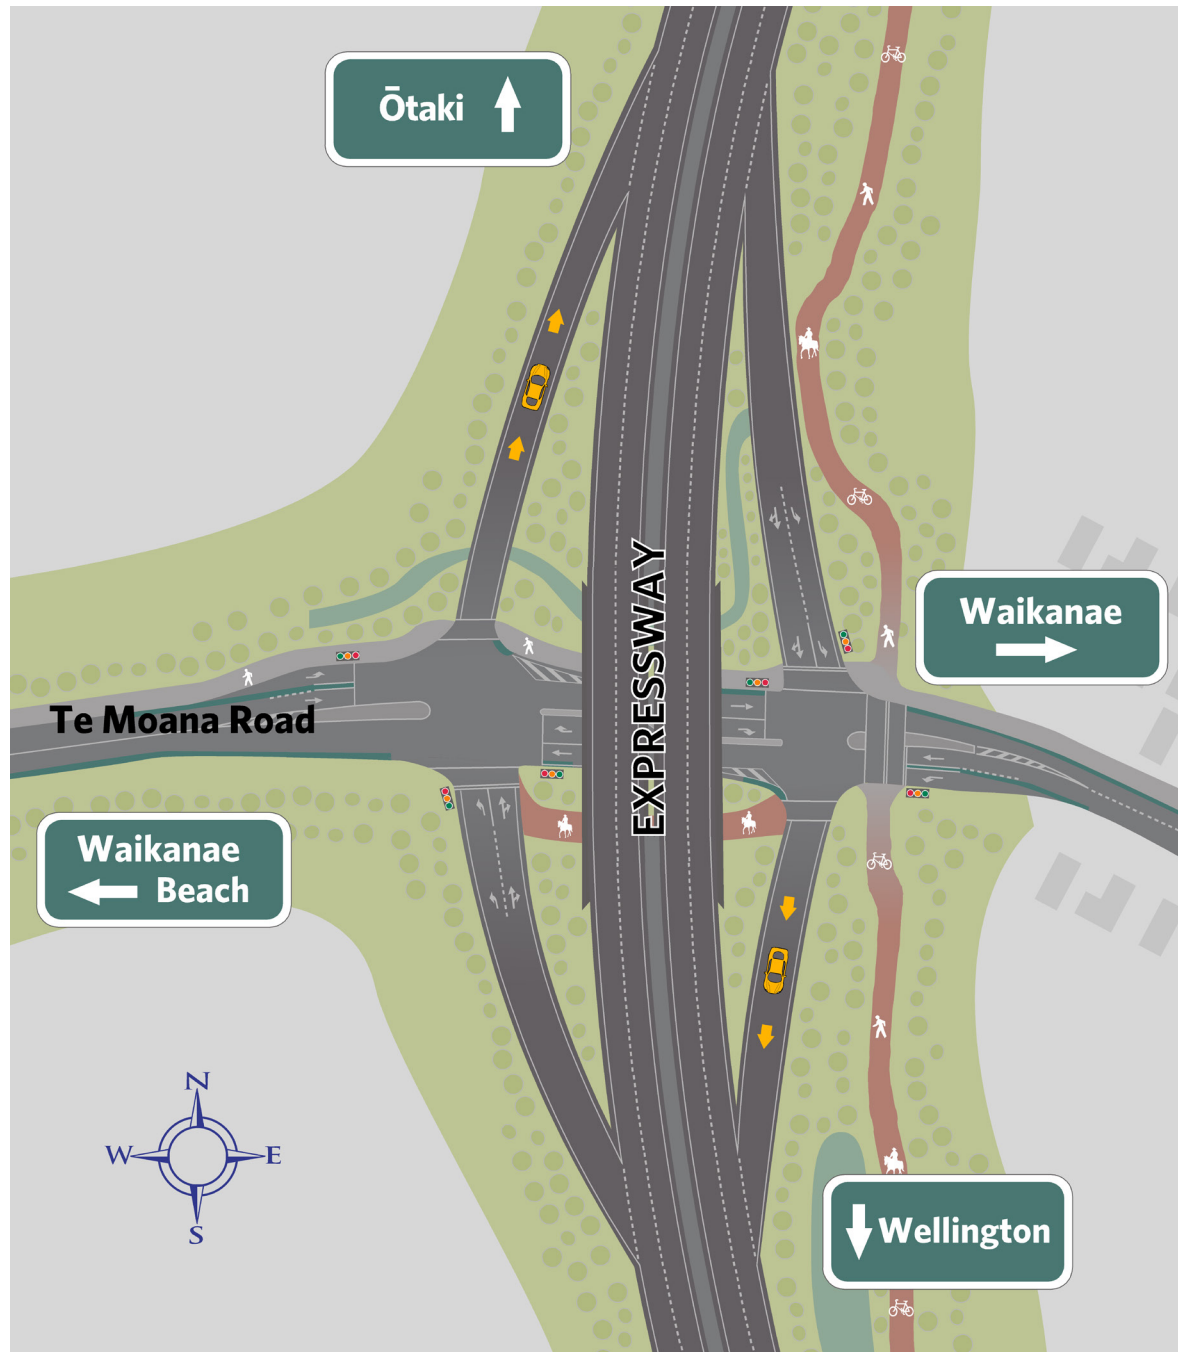 Ōtaki
EXPRESSWAY
Waikanae
Te Moana Road
Waikanae
Beach
N
W
E
S
Wellington